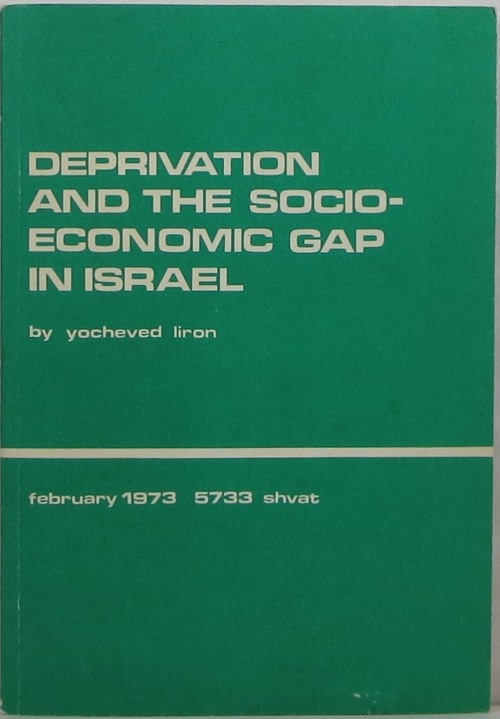 DEPRIVATION
AND THE SOCIO-
ECONOMIC GAP
IN ISRAEL
by yocheved liron
february 1973 5733 shvat